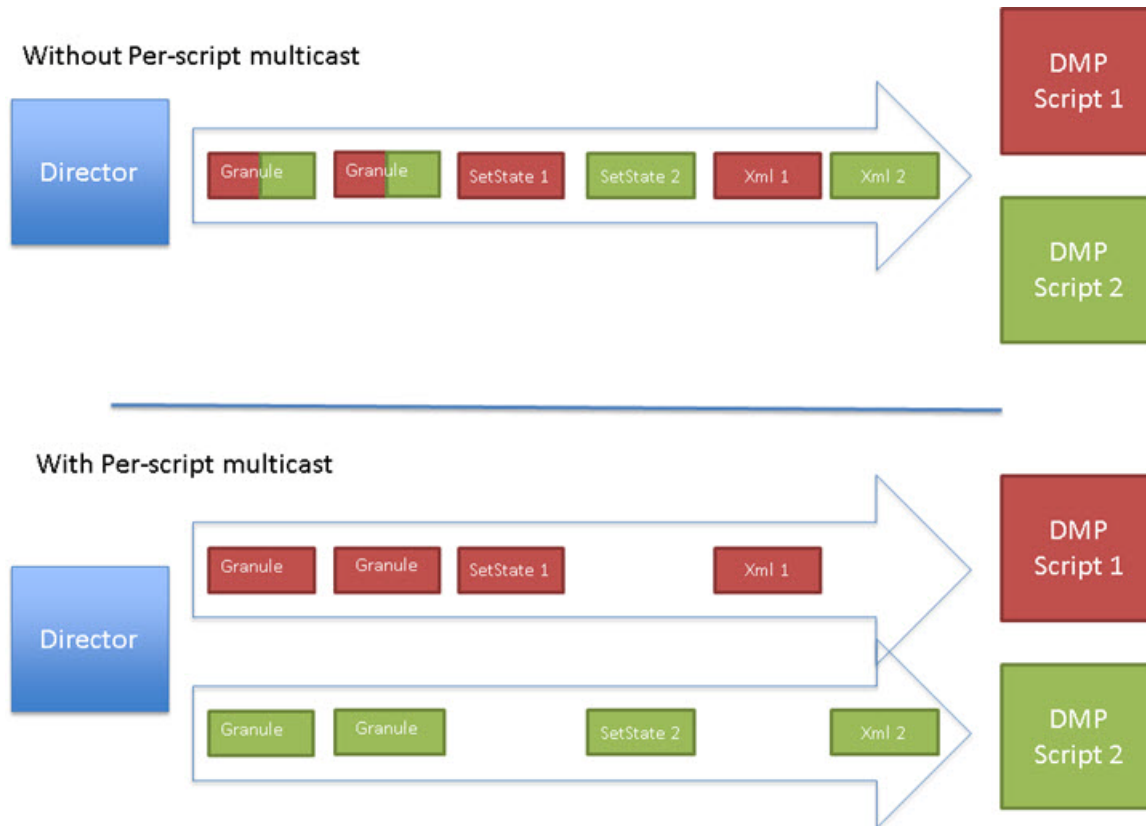 Without Per-script multicast
Director
Granule
Granule
SetState 1
SetState 2
Xml 1
Xml 2
DMP
Script 1
DMP
Script 2
With Per-script multicast
Director
Granule
Granule
SetState 1
Xml 1
DMP
Script 1
Granule
Granule
SetState 2
Xml 2
DMP
Script 2